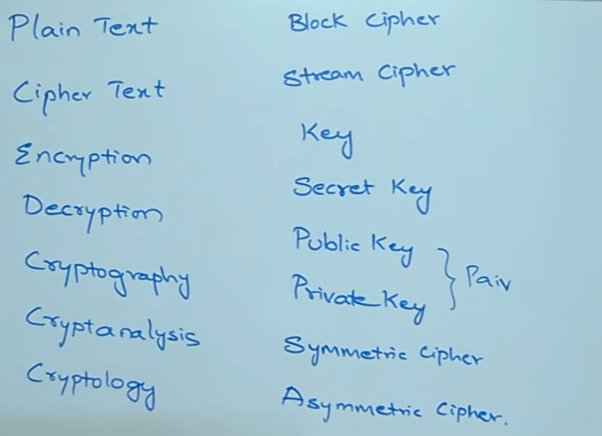 Plain Text
Cipher Text
Encryption
Decryption
Cryptography
Cryptanalysis
Cryptology
Block Cipher
Stream Cipher
Key
Secret Key
Public Key
Private Key
Pair
Symmetric Cipher
Asymmetric Cipher.